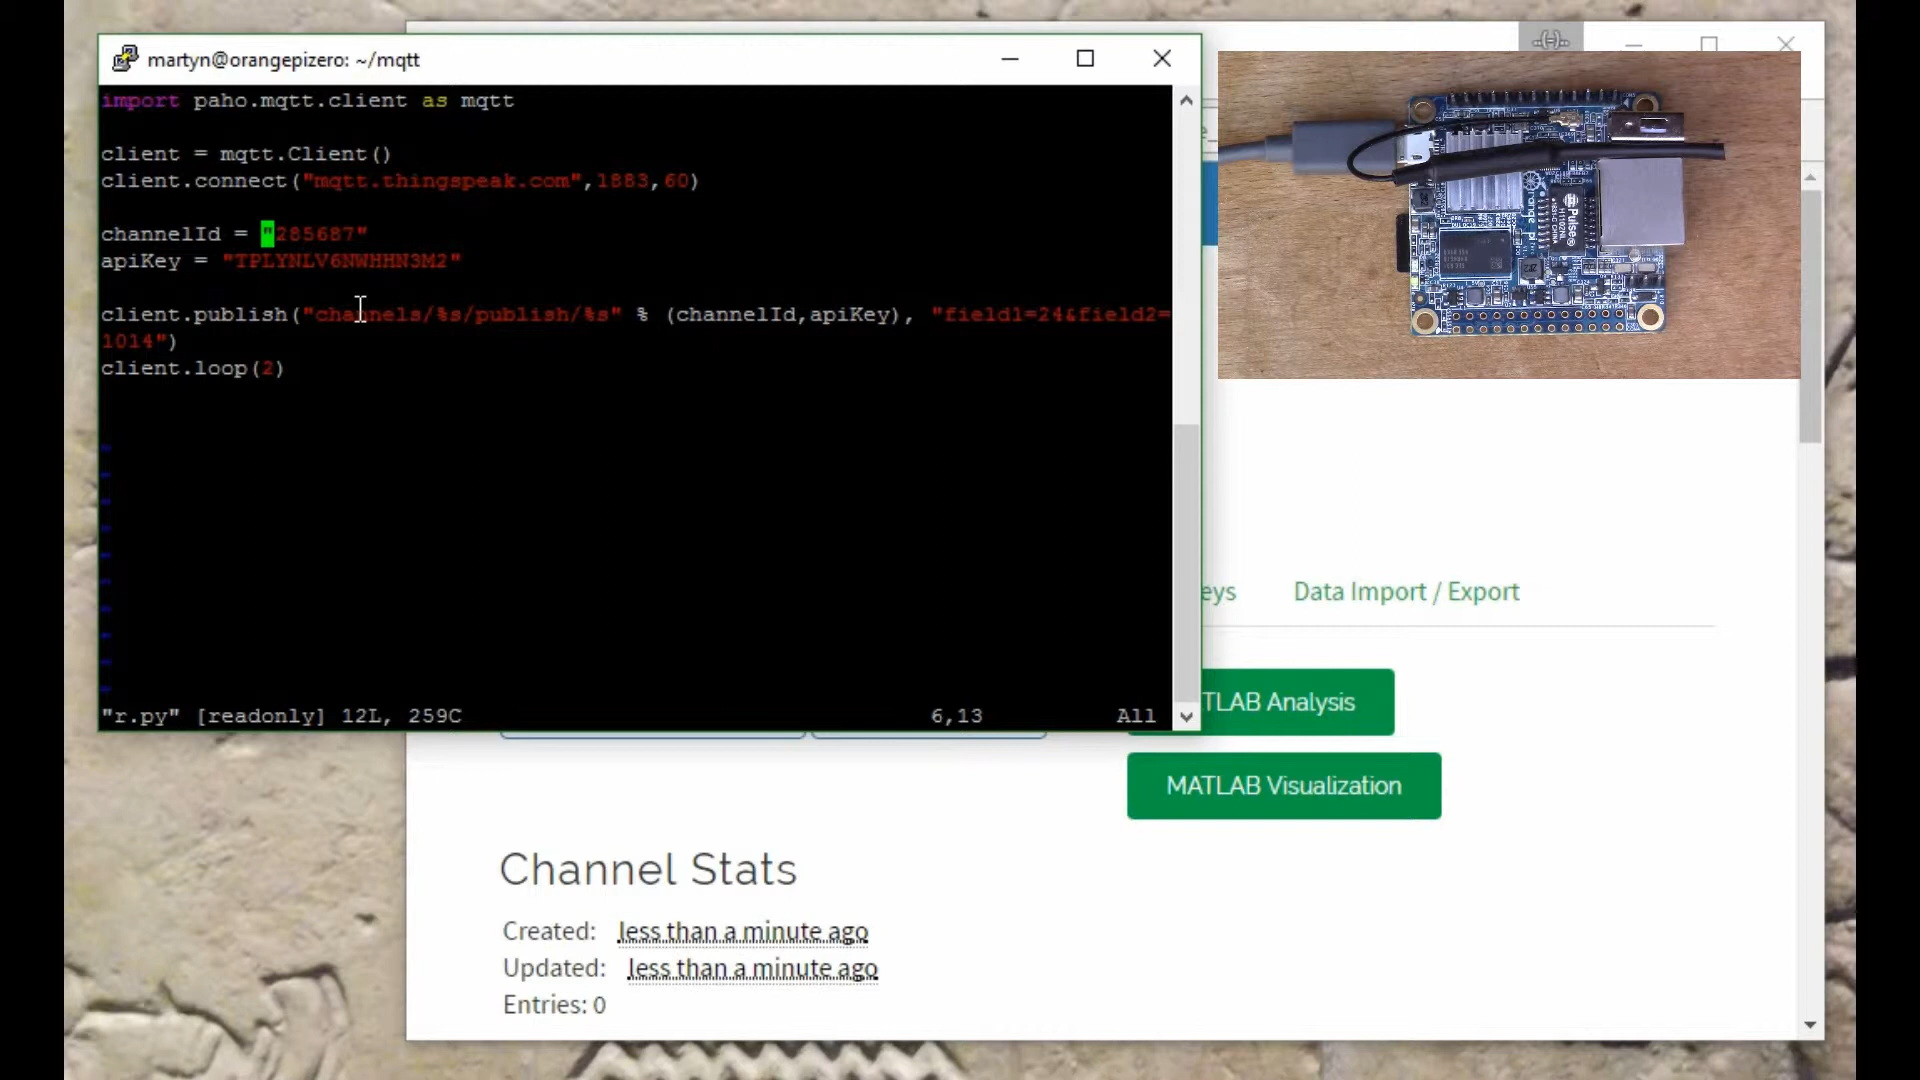 martyn@orangepizero: ~/mqtt
import paho.mqtt.client as mqtt
client = mqtt.Client()
client.connect("mqtt.thingspeak.com",1883,60)
channelId = "285687"
apiKey = "TPLYNLV6NWHHN3M2"
client.publish("channels/%s/publish/%s" % (channelId,apiKey), "field1=24&field2=
1014")
client.loop(2)
~
~
~
~
~
~
~
~
~
~
"r.py" [readonly] 12L, 259C 6,13 All
Pulse
H1102NL
eys Data Import / Export
TLAB Analysis
MATLAB Visualization
Channel Stats
Created: less than a minute ago
Updated: less than a minute ago
Entries: 0